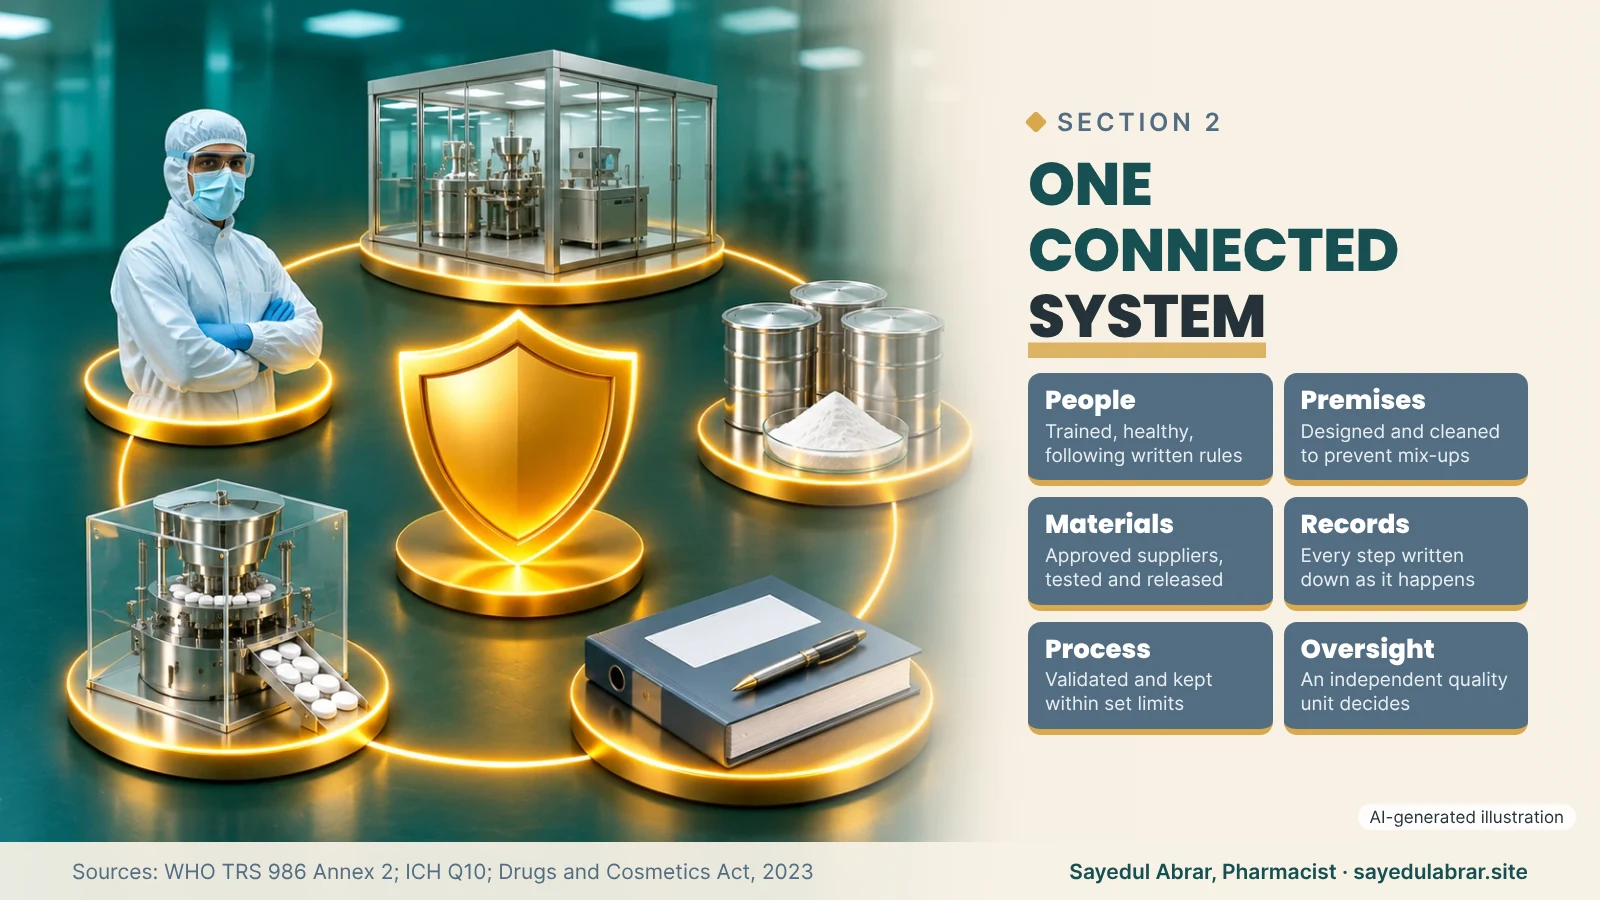 SECTION 2
ONE
CONNECTED
SYSTEM
People
Trained, healthy,
following written rules
Premises
Designed and cleaned
to prevent mix-ups
Materials
Approved suppliers,
tested and released
Records
Every step written
down as it happens
Process
Validated and kept
within set limits
Oversight
An independent quality
unit decides
AI-generated illustration
Sources: WHO TRS 986 Annex 2; ICH Q10; Drugs and Cosmetics Act, 2023
Sayedul Abrar, Pharmacist · sayedulabrar.site